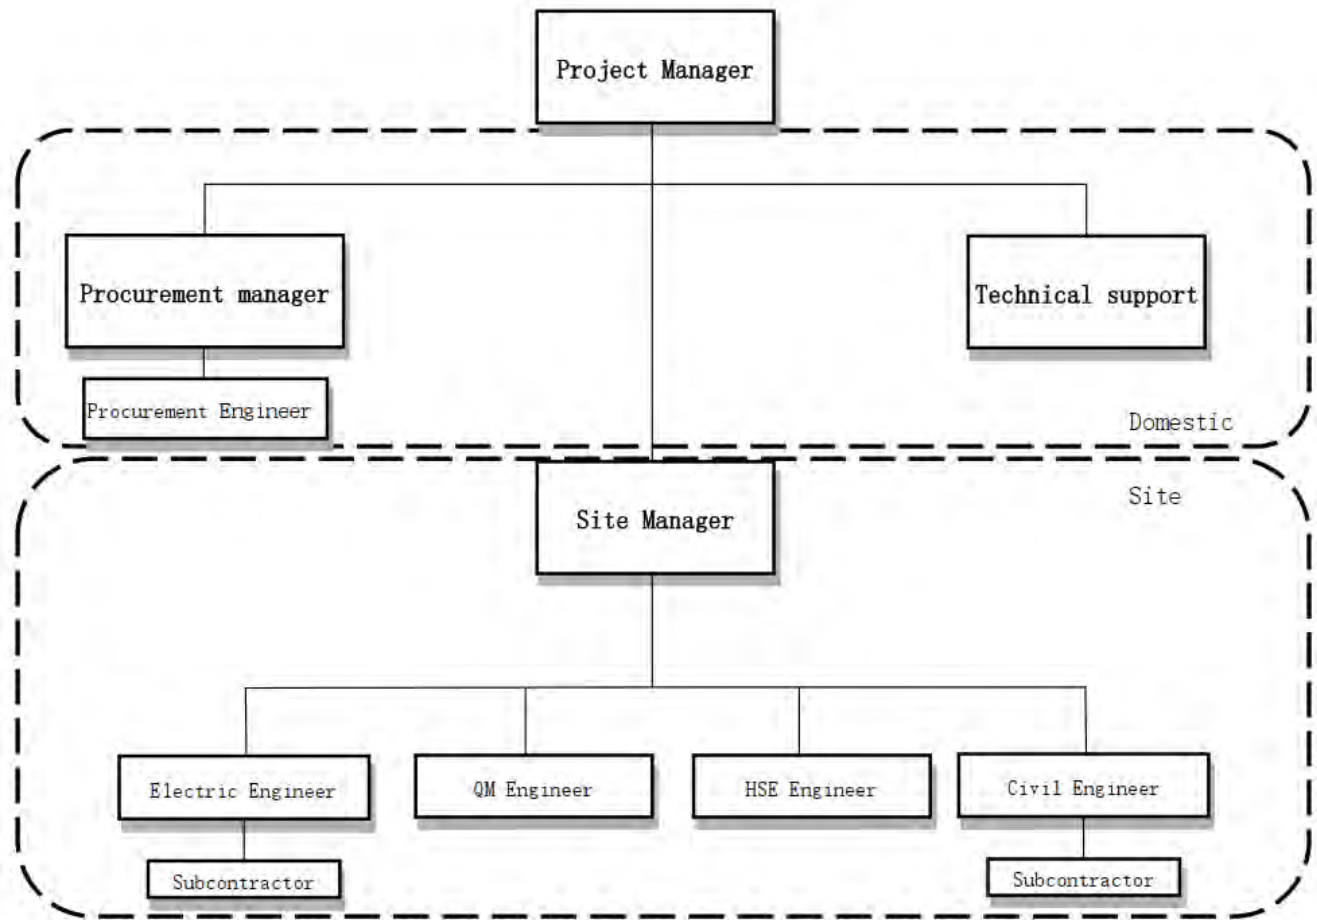 Project Manager
Procurement manager
Technical support
Procurement Engineer
Domestic
Site
Site Manager
Electric Engineer
QM Engineer
HSE Engineer
Civil Engineer
Subcontractor
Subcontractor